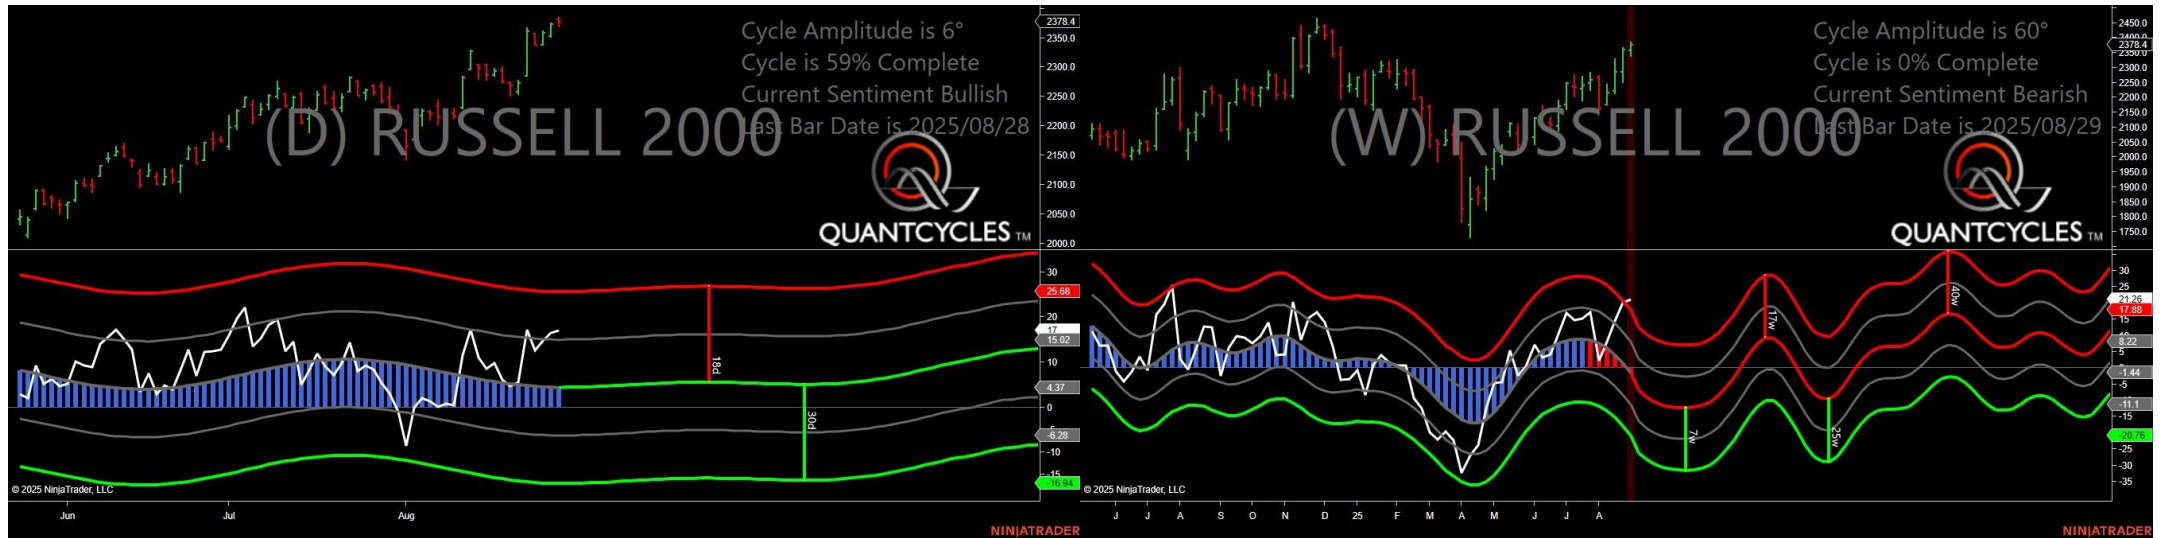 Cycle Amplitude is 6°
Cycle is 59% Complete
Current Sentiment Bullish
Last Bar Date is 2025/08/28
(D) RUSSELL 2000
QUANTCYCLES TM
2378.4
2350.0
2300.0
2250.0
2200.0
2150.0
2100.0
2050.0
2000.0
30
25.68
20
17
15.02
10
4.37
0
-6.28
-10
-15
-16.94
18d
30d
© 2025 NinjaTrader, LLC
Jun Jul Aug
NINJATRADER
Cycle Amplitude is 60°
Cycle is 0% Complete
Current Sentiment Bearish
Last Bar Date is 2025/08/29
(W) RUSSELL 2000
QUANTCYCLES TM
2450.0
2400.0
2378.4
2350.0
2300.0
2250.0
2200.0
2150.0
2100.0
2050.0
2000.0
1950.0
1900.0
1850.0
1800.0
1750.0
30
25
21.26
17.88
15
8.22
5
-1.44
-5
-11.1
-15
-20.76
-25
-30
-35
17w
40w
7w
25w
© 2025 NinjaTrader, LLC
J J A S O N D 25 F M A M J J A
NINJATRADER